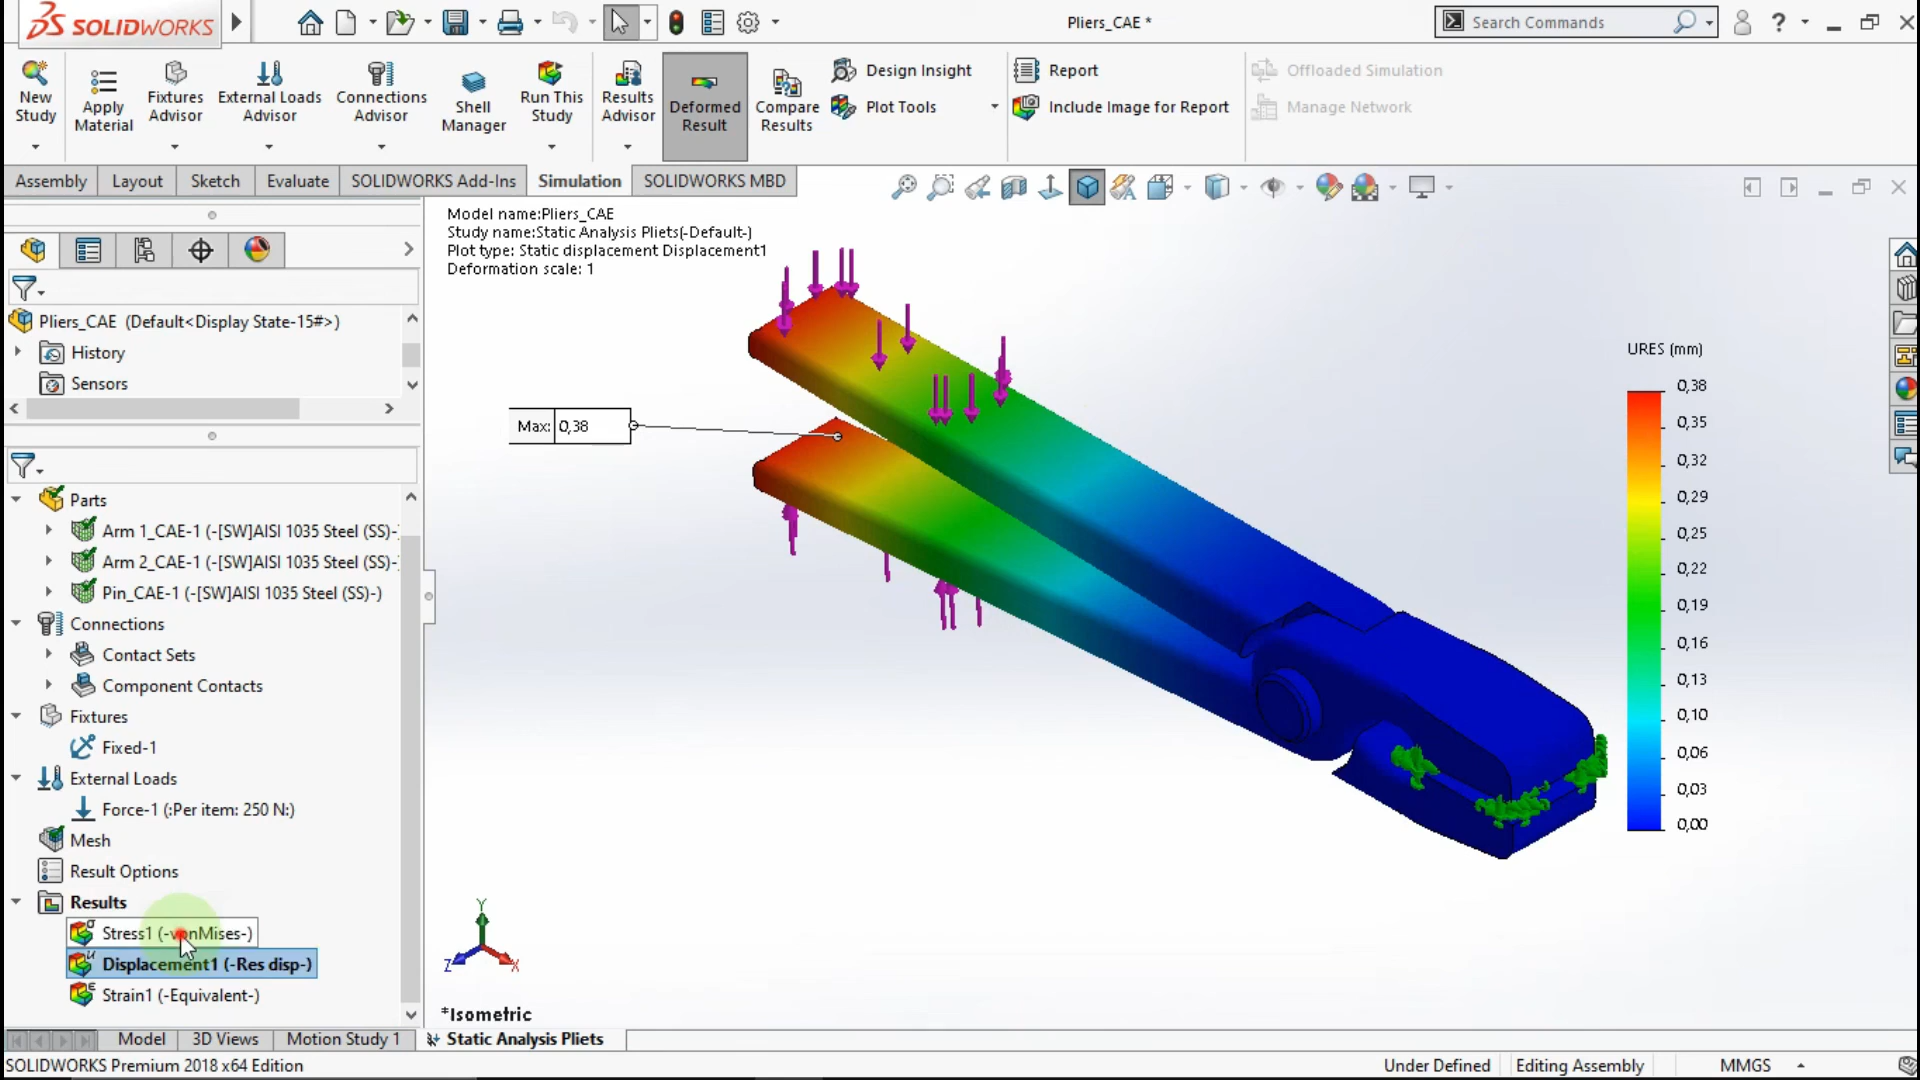 SOLIDWORKS
Pliers_CAE *
Search Commands
New Study
Apply Material
Fixtures Advisor
External Loads Advisor
Connections Advisor
Shell Manager
Run This Study
Results Advisor
Deformed Result
Compare Results
Design Insight
Plot Tools
Report
Include Image for Report
Offloaded Simulation
Manage Network
Assembly
Layout
Sketch
Evaluate
SOLIDWORKS Add-Ins
Simulation
SOLIDWORKS MBD
Model name:Pliers_CAE
Study name:Static Analysis Pliets(-Default-)
Plot type: Static displacement Displacement1
Deformation scale: 1
Pliers_CAE (Default<Display State-15#>)
History
Sensors
Parts
Arm 1_CAE-1 (-[SW]AISI 1035 Steel (SS)-
Arm 2_CAE-1 (-[SW]AISI 1035 Steel (SS)-
Pin_CAE-1 (-[SW]AISI 1035 Steel (SS)-)
Connections
Contact Sets
Component Contacts
Fixtures
Fixed-1
External Loads
Force-1 (:Per item: 250 N:)
Mesh
Result Options
Results
Stress1 (-vonMises-)
Displacement1 (-Res disp-)
Strain1 (-Equivalent-)
Max: 0,38
URES (mm)
0,38
0,35
0,32
0,29
0,25
0,22
0,19
0,16
0,13
0,10
0,06
0,03
0,00
Y
Z
X
*Isometric
Model
3D Views
Motion Study 1
Static Analysis Pliets
SOLIDWORKS Premium 2018 x64 Edition
Under Defined
Editing Assembly
MMGS